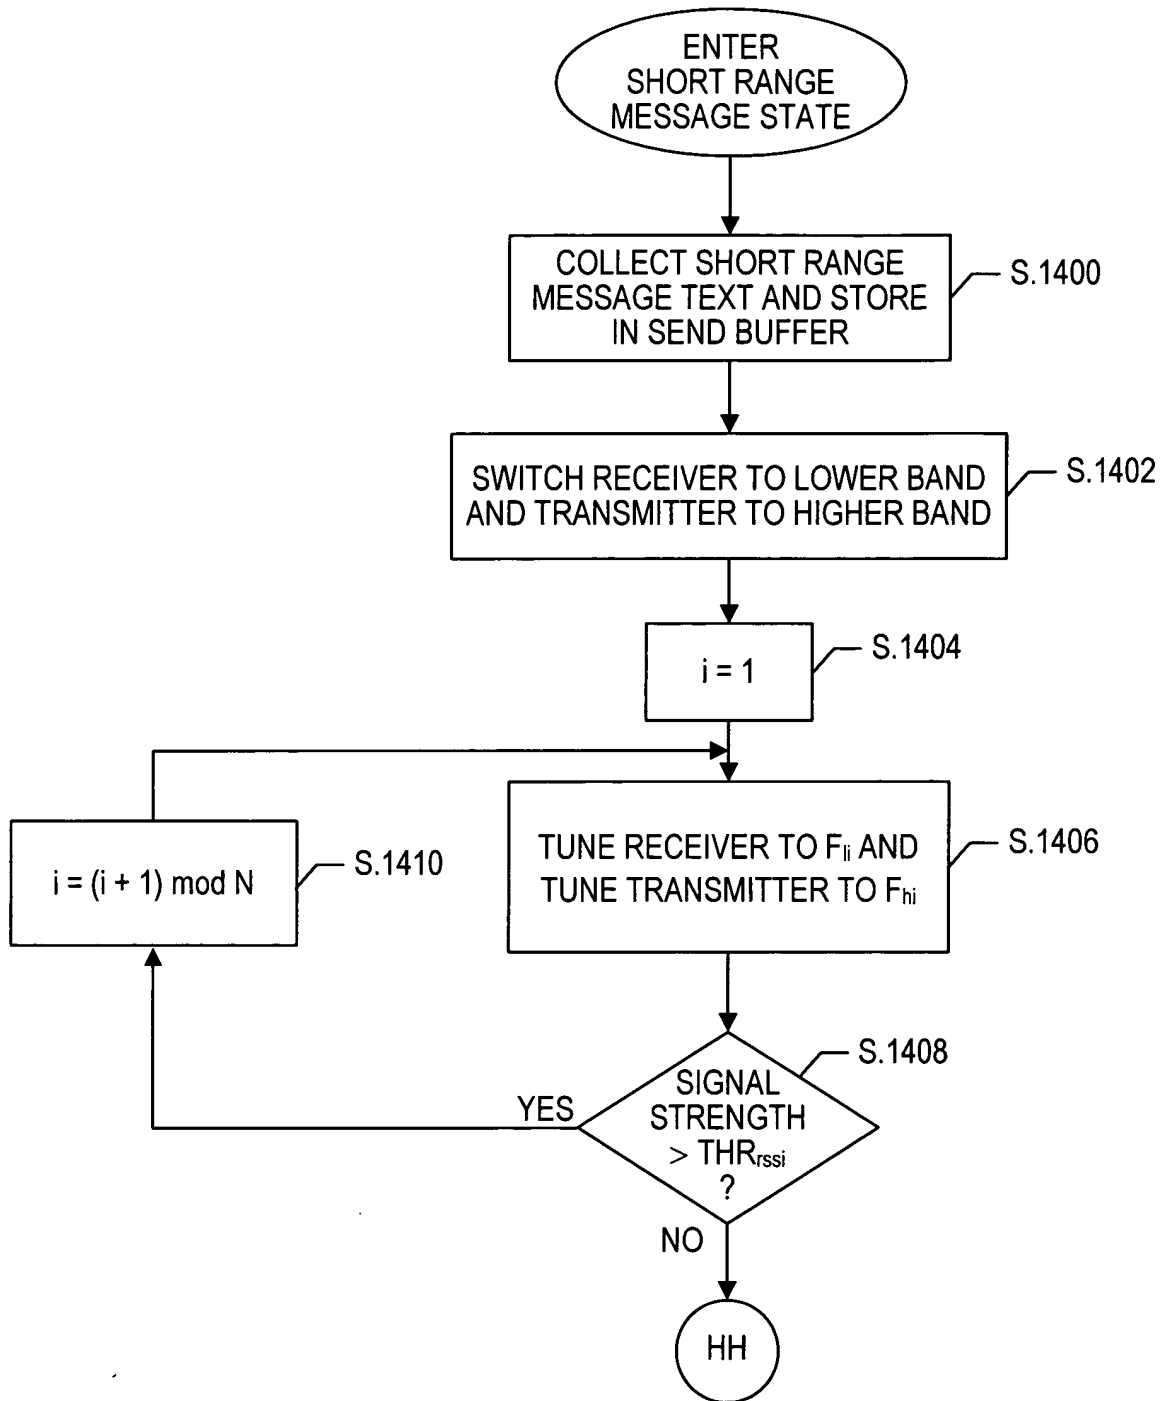 ENTER
SHORT RANGE
MESSAGE STATE
COLLECT SHORT RANGE
MESSAGE TEXT AND STORE
IN SEND BUFFER
S.1400
SWITCH RECEIVER TO LOWER BAND
AND TRANSMITTER TO HIGHER BAND
S.1402
i = 1
S.1404
TUNE RECEIVER TO Fli AND
TUNE TRANSMITTER TO Fhi
S.1406
i = (i + 1) mod N
S.1410
SIGNAL
STRENGTH
> THRrssi
?
S.1408
YES
NO
HH